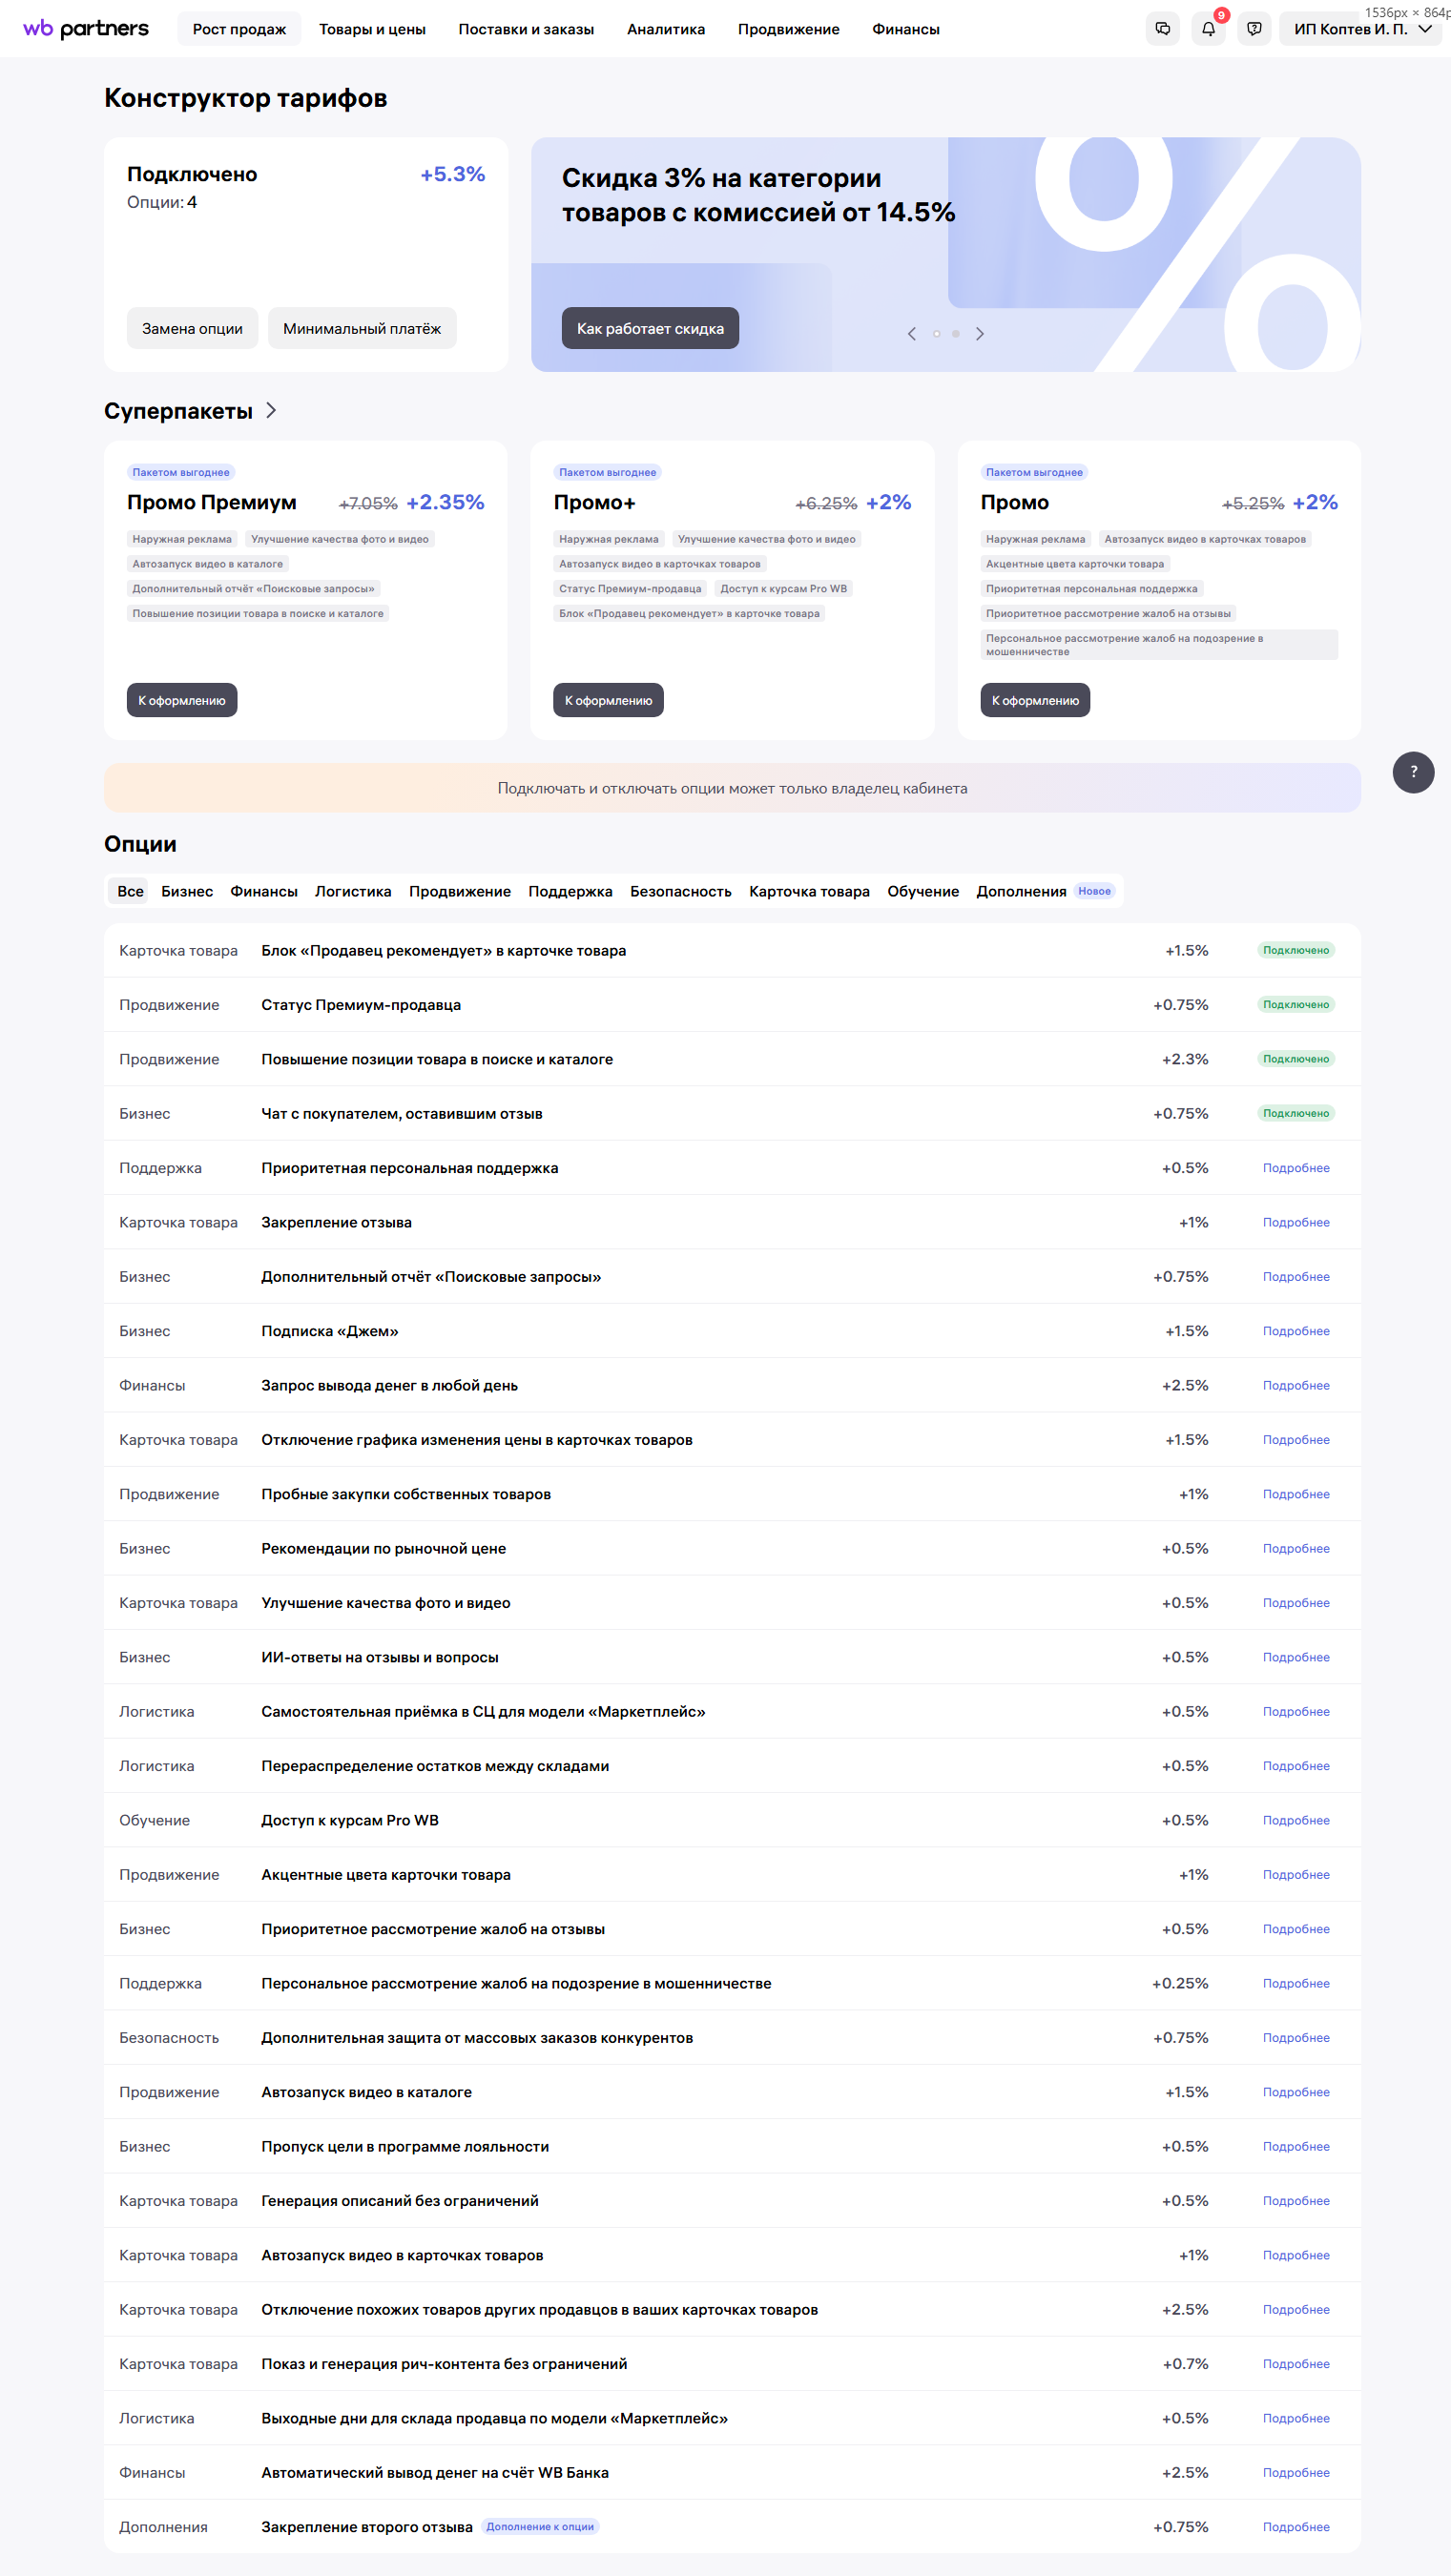 wb partners Рост продаж Товары и цены Поставки и заказы Аналитика Продвижение Финансы 9 ИП Коптев И. П.
1536px × 864p
Конструктор тарифов
Подключено +5.3%
Опции: 4
Замена опции Минимальный платёж
Скидка 3% на категории
товаров с комиссией от 14.5%
Как работает скидка
%
Суперпакеты
Пакетом выгоднее
Промо Премиум +7.05% +2.35%
Наружная реклама Улучшение качества фото и видео
Автозапуск видео в каталоге
Дополнительный отчёт «Поисковые запросы»
Повышение позиции товара в поиске и каталоге
К оформлению
Пакетом выгоднее
Промо+ +6.25% +2%
Наружная реклама Улучшение качества фото и видео
Автозапуск видео в карточках товаров
Статус Премиум-продавца Доступ к курсам Pro WB
Блок «Продавец рекомендует» в карточке товара
К оформлению
Пакетом выгоднее
Промо +5.25% +2%
Наружная реклама Автозапуск видео в карточках товаров
Акцентные цвета карточки товара
Приоритетная персональная поддержка
Приоритетное рассмотрение жалоб на отзывы
Персональное рассмотрение жалоб на подозрение в
мошенничестве
К оформлению
?
Подключать и отключать опции может только владелец кабинета
Опции
Все Бизнес Финансы Логистика Продвижение Поддержка Безопасность Карточка товара Обучение Дополнения Новое
Карточка товара Блок «Продавец рекомендует» в карточке товара +1.5% Подключено
Продвижение Статус Премиум-продавца +0.75% Подключено
Продвижение Повышение позиции товара в поиске и каталоге +2.3% Подключено
Бизнес Чат с покупателем, оставившим отзыв +0.75% Подключено
Поддержка Приоритетная персональная поддержка +0.5% Подробнее
Карточка товара Закрепление отзыва +1% Подробнее
Бизнес Дополнительный отчёт «Поисковые запросы» +0.75% Подробнее
Бизнес Подписка «Джем» +1.5% Подробнее
Финансы Запрос вывода денег в любой день +2.5% Подробнее
Карточка товара Отключение графика изменения цены в карточках товаров +1.5% Подробнее
Продвижение Пробные закупки собственных товаров +1% Подробнее
Бизнес Рекомендации по рыночной цене +0.5% Подробнее
Карточка товара Улучшение качества фото и видео +0.5% Подробнее
Бизнес ИИ-ответы на отзывы и вопросы +0.5% Подробнее
Логистика Самостоятельная приёмка в СЦ для модели «Маркетплейс» +0.5% Подробнее
Логистика Перераспределение остатков между складами +0.5% Подробнее
Обучение Доступ к курсам Pro WB +0.5% Подробнее
Продвижение Акцентные цвета карточки товара +1% Подробнее
Бизнес Приоритетное рассмотрение жалоб на отзывы +0.5% Подробнее
Поддержка Персональное рассмотрение жалоб на подозрение в мошенничестве +0.25% Подробнее
Безопасность Дополнительная защита от массовых заказов конкурентов +0.75% Подробнее
Продвижение Автозапуск видео в каталоге +1.5% Подробнее
Бизнес Пропуск цели в программе лояльности +0.5% Подробнее
Карточка товара Генерация описаний без ограничений +0.5% Подробнее
Карточка товара Автозапуск видео в карточках товаров +1% Подробнее
Карточка товара Отключение похожих товаров других продавцов в ваших карточках товаров +2.5% Подробнее
Карточка товара Показ и генерация рич-контента без ограничений +0.7% Подробнее
Логистика Выходные дни для склада продавца по модели «Маркетплейс» +0.5% Подробнее
Финансы Автоматический вывод денег на счёт WB Банка +2.5% Подробнее
Дополнения Закрепление второго отзыва Дополнение к опции +0.75% Подробнее